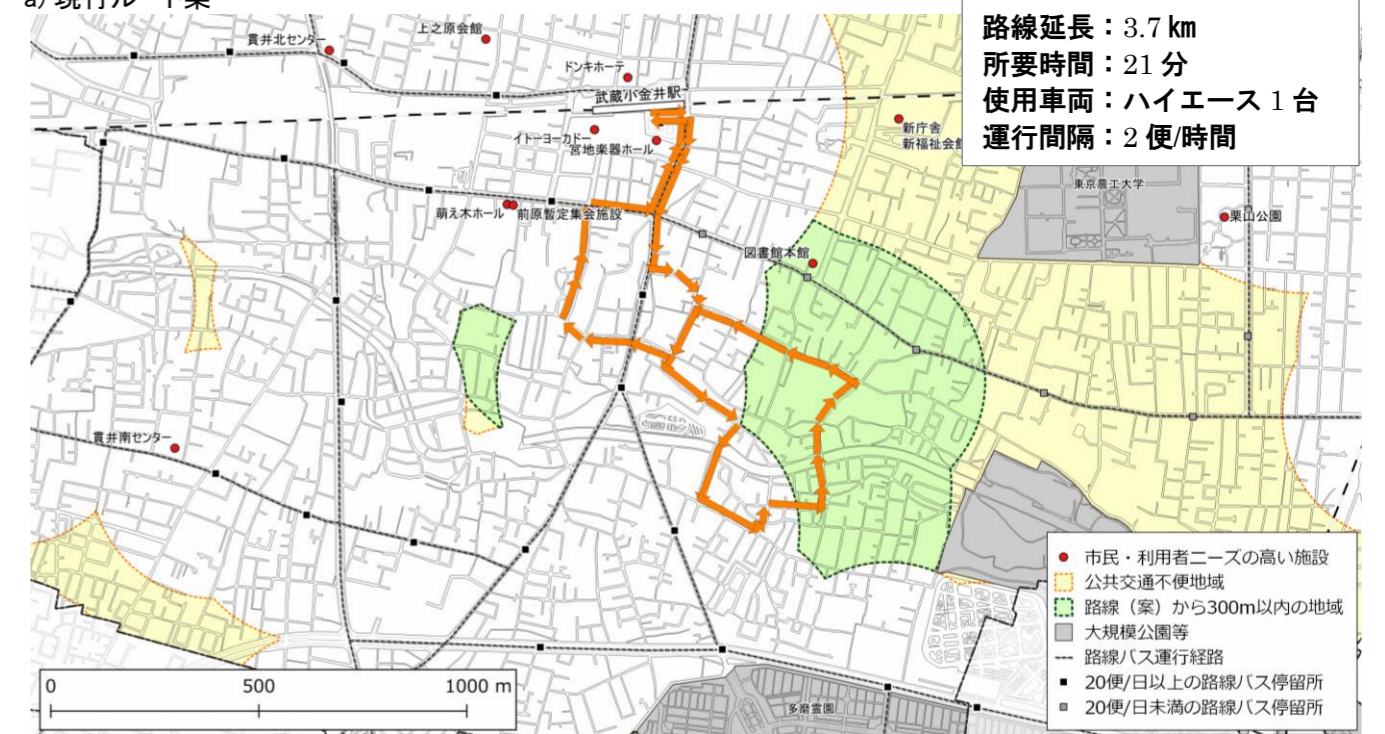 a) 現行ルート案
路線延長：3.7 km
所要時間：21 分
使用車両：ハイエース 1 台
運行間隔：2 便/時間
上之原会館
貫井北センター
ドンキホーテ
武蔵小金井駅
イトーヨーカドー
宮地楽器ホール
新庁舎
新福祉会館
東京農工大学
萌え木ホール
前原暫定集会施設
栗山公園
図書館本館
貫井南センター
多磨霊園
市民・利用者ニーズの高い施設
公共交通不便地域
路線（案）から300m以内の地域
大規模公園等
路線バス運行経路
20便/日以上の路線バス停留所
20便/日未満の路線バス停留所
0 500 1000 m